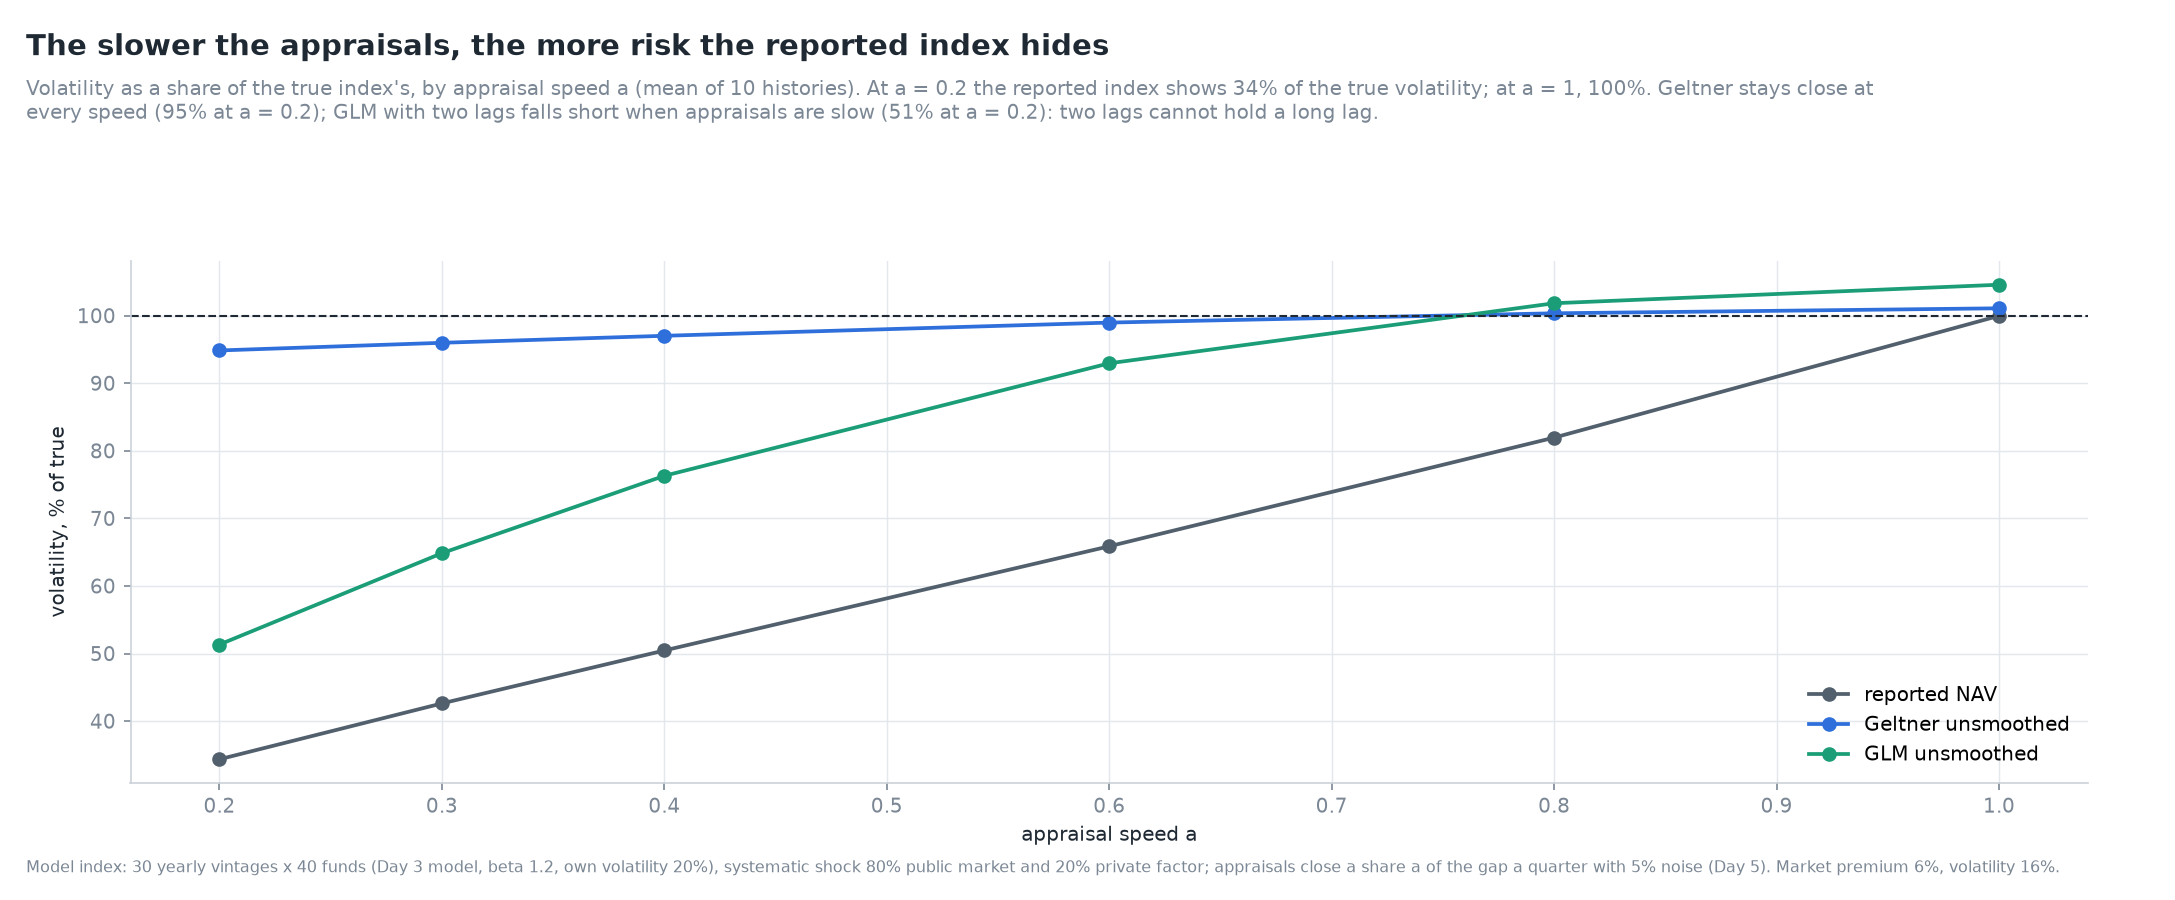 The slower the appraisals, the more risk the reported index hides
Volatility as a share of the true index's, by appraisal speed a (mean of 10 histories). At a = 0.2 the reported index shows 34% of the true volatility; at a = 1, 100%. Geltner stays close at
every speed (95% at a = 0.2); GLM with two lags falls short when appraisals are slow (51% at a = 0.2): two lags cannot hold a long lag.
volatility, % of true
100
90
80
70
60
50
40
reported NAV
Geltner unsmoothed
GLM unsmoothed
0.2 0.3 0.4 0.5 0.6 0.7 0.8 0.9 1.0
appraisal speed a
Model index: 30 yearly vintages x 40 funds (Day 3 model, beta 1.2, own volatility 20%), systematic shock 80% public market and 20% private factor; appraisals close a share a of the gap a quarter with 5% noise (Day 5). Market premium 6%, volatility 16%.